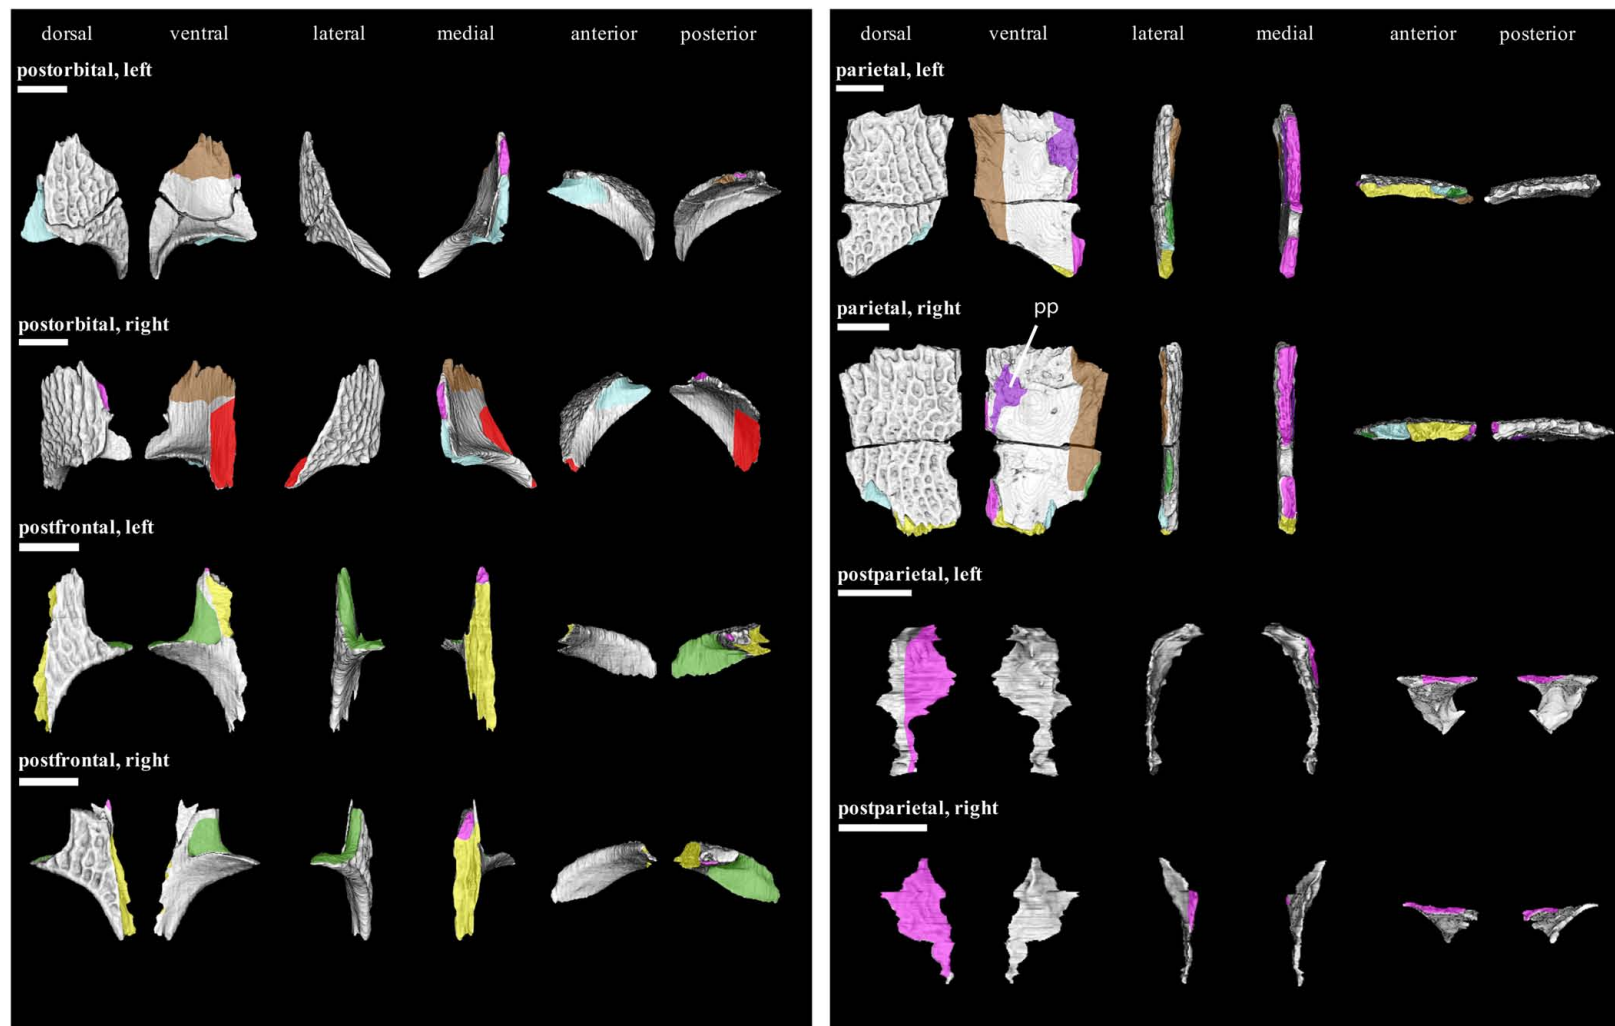 dorsal ventral lateral medial anterior posterior
postorbital, left
postorbital, right
postfrontal, left
postfrontal, right
dorsal ventral lateral medial anterior posterior
parietal, left
parietal, right
pp
postparietal, left
postparietal, right